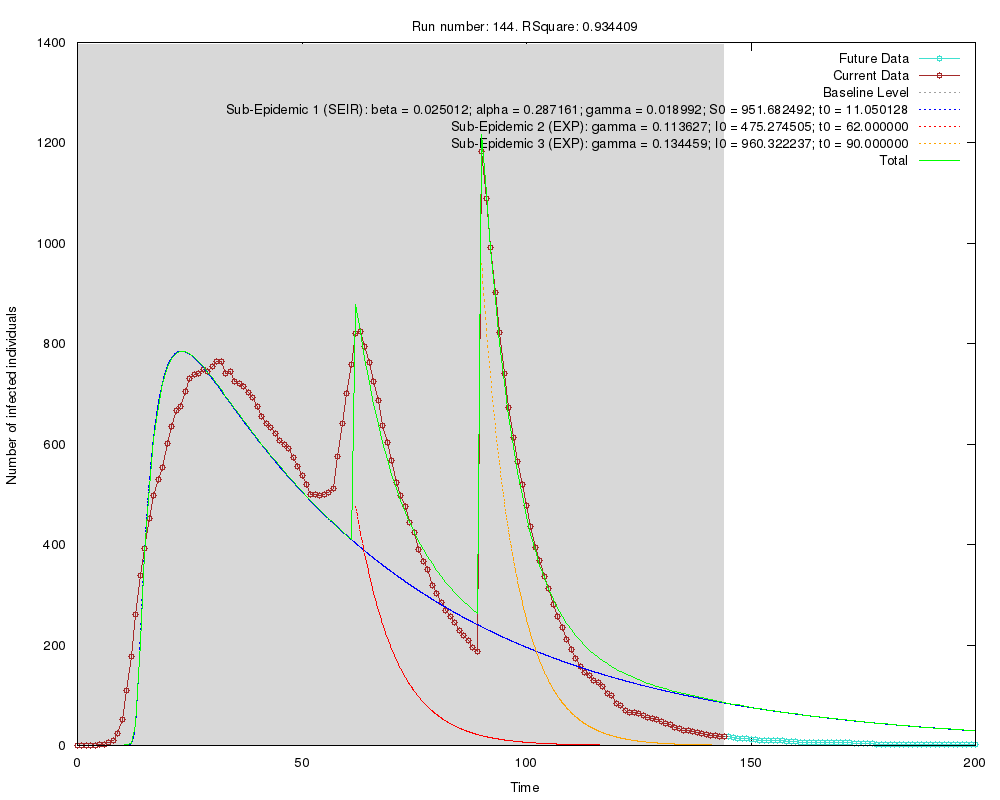 Run number: 144. RSquare: 0.934409
1400
1200
1000
800
600
400
200
0
Number of infected individuals
Future Data
Current Data
Baseline Level
Sub-Epidemic 1 (SEIR): beta = 0.025012; alpha = 0.287161; gamma = 0.018992; S0 = 951.682492; t0 = 11.050128
Sub-Epidemic 2 (EXP): gamma = 0.113627; I0 = 475.274505; t0 = 62.000000
Sub-Epidemic 3 (EXP): gamma = 0.134459; I0 = 960.322237; t0 = 90.000000
Total
0 50 100 150 200
Time